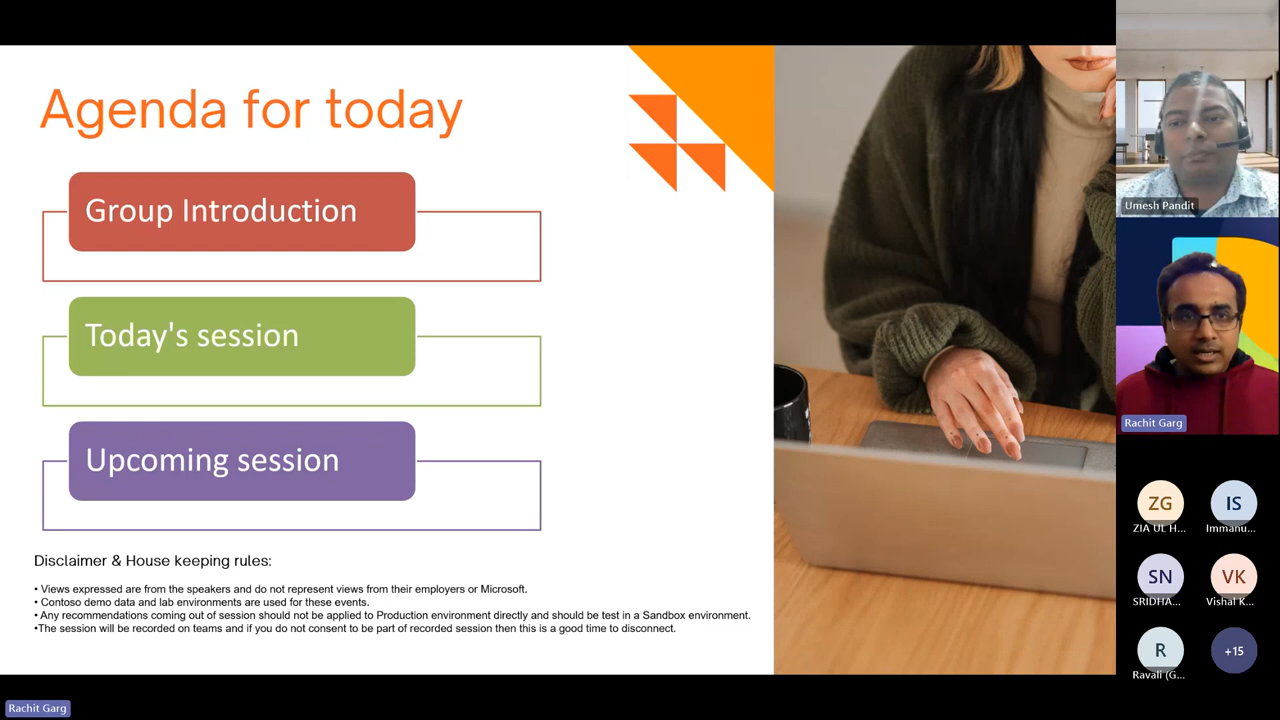 Agenda for today
Group Introduction
Today's session
Upcoming session
Disclaimer & House keeping rules:
• Views expressed are from the speakers and do not represent views from their employers or Microsoft.
• Contoso demo data and lab environments are used for these events.
• Any recommendations coming out of session should not be applied to Production environment directly and should be test in a Sandbox environment.
•The session will be recorded on teams and if you do not consent to be part of recorded session then this is a good time to disconnect.
Umesh Pandit
Rachit Garg
ZG
IS
ZIA UL H...
Immanu...
SN
VK
SRIDHA...
Vishal K...
R
+15
Ravali (G...
Rachit Garg